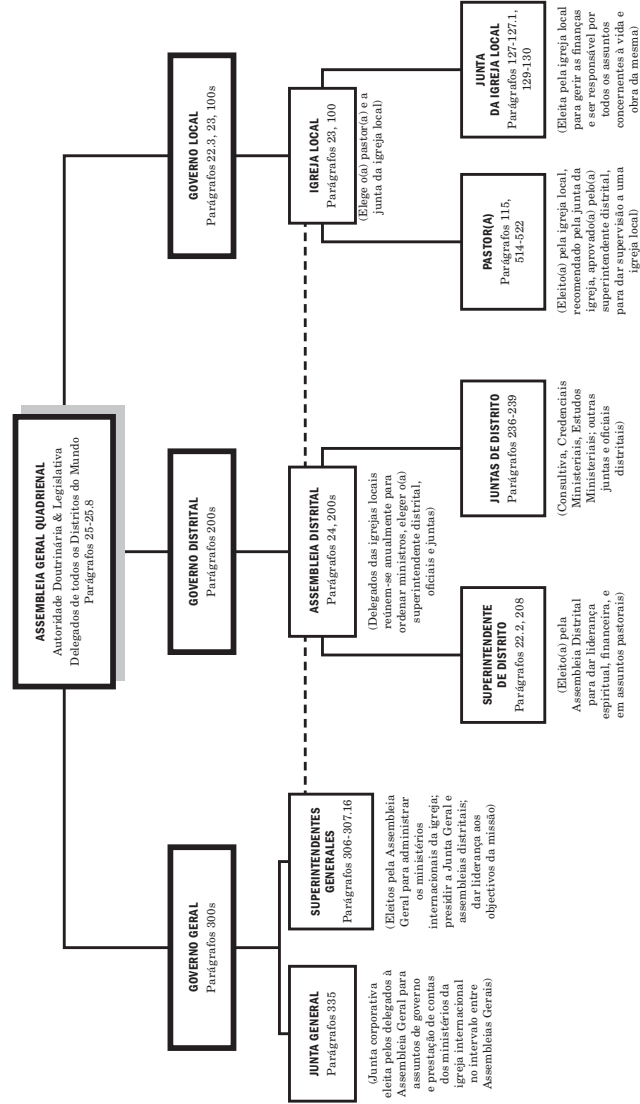 ASSEMBLEIA GERAL QUADRIENAL
Autoridade Doutrinária & Legislativa
Delegados de todos os Distritos do Mundo
Parágrafos 25-25.8
GOVERNO GERAL
Parágrafos 300s
GOVERNO DISTRITAL
Parágrafos 200s
GOVERNO LOCAL
Parágrafos 22.3, 23, 100s
JUNTA GENERAL
Parágrafos 335
(Junta corporativa
eleita pelos delegados à
Assembleia Geral para
assuntos de governo
e prestação de contas
dos ministérios da
igreja internacional
no intervalo entre
Assembleias Gerais)
SUPERINTENDENTES
GENERALES
Parágrafos 306-307.16
(Eleitos pela Assembleia
Geral para administrar
os ministérios
internacionais da igreja;
presidir a Junta Geral e
assembleias distritais;
dar liderança aos
objectivos da missão)
ASSEMBLEIA DISTRITAL
Parágrafos 24, 200s
(Delegados das igrejas locais
reúnem-se anualmente para
ordenar ministros, eleger o(a)
superintendente distrital,
oficiais e juntas)
IGREJA LOCAL
Parágrafos 23, 100
(Elege o(a) pastor(a) e a
junta da igreja local)
SUPERINTENDENTE
DE DISTRITO
Parágrafos 22.2, 208
(Eleito(a) pela
Assembleia Distrital
para dar liderança
espiritual, financeira, e
em assuntos pastorais)
JUNTAS DE DISTRITO
Parágrafos 236-239
(Consultiva, Credenciais
Ministeriais, Estudos
Ministeriais; outras
juntas e oficiais
distritais)
PASTOR(A)
Parágrafos 115,
514-522
(Eleito(a) pela igreja local,
recomendado pela junta da
igreja, aprovado(a) pelo(a)
superintendente distrital,
para dar supervisão a uma
igreja local)
JUNTA
DA IGREJA LOCAL
Parágrafos 127-127.1,
129-130
(Eleita pela igreja local
para gerir as finanças
e ser responsável por
todos os assuntos
concernentes à vida e
obra da mesma)